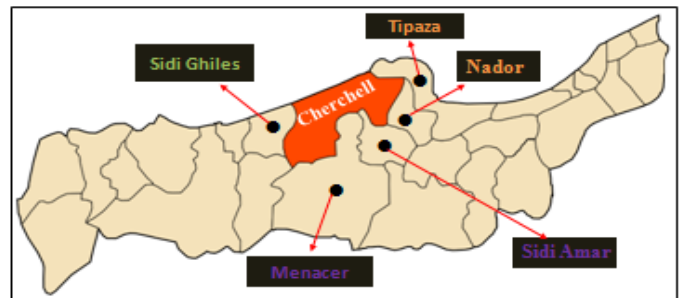 Tipaza
Sidi Ghiles
Nador
Cherchell
Sidi Amar
Menacer